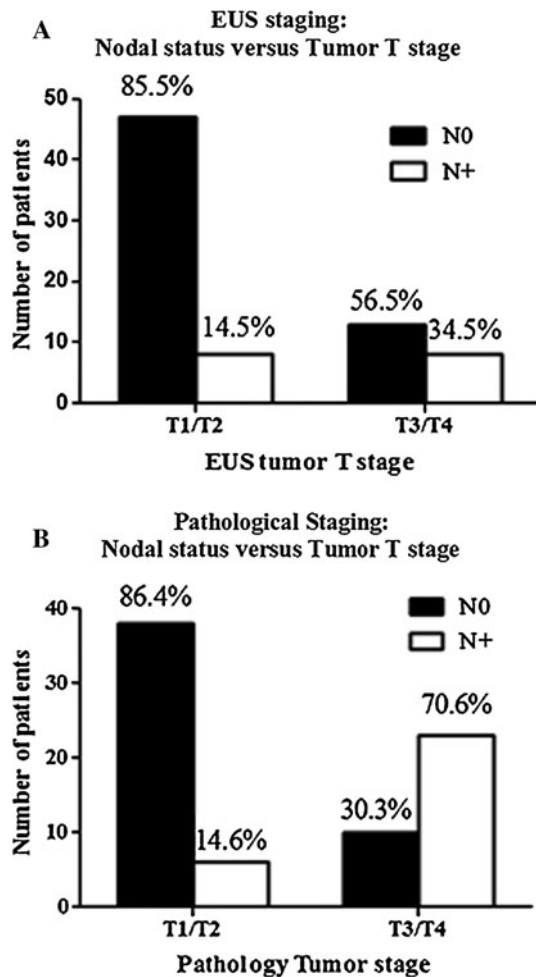 A
EUS staging:
Nodal status versus Tumor T stage
85.5%
50
40
30
20
10
0
Number of patients
N0
N+
14.5%
56.5%
34.5%
T1/T2
T3/T4
EUS tumor T stage
B
Pathological Staging:
Nodal status versus Tumor T stage
86.4%
40
30
20
10
0
Number of patients
N0
N+
14.6%
30.3%
70.6%
T1/T2
T3/T4
Pathology Tumor stage